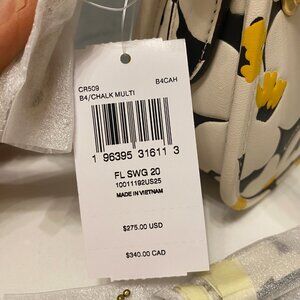 CR509 B4CAH
B4/CHALK MULTI
1 96395 31611 3
FL SWG 20
10011192US25
MADE IN VIETNAM
$275.00 USD
$340.00 CAD